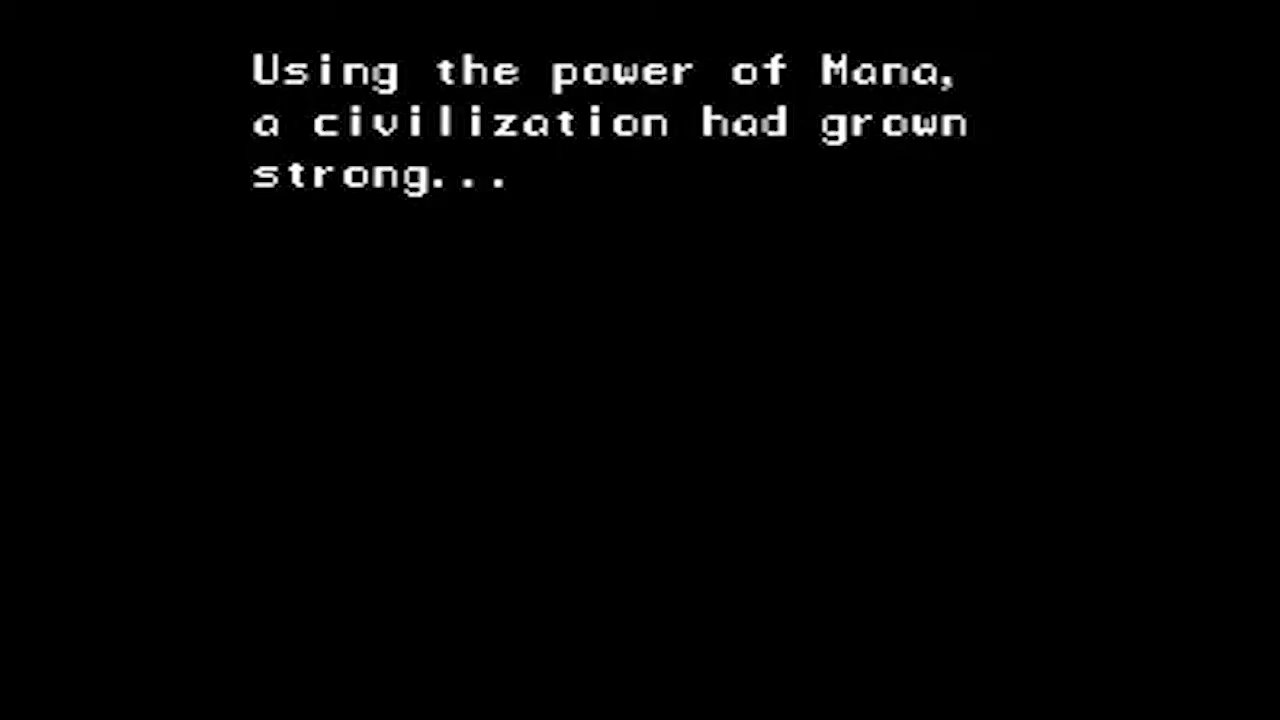 Using the power of Mana,
a civilization had grown
strong...